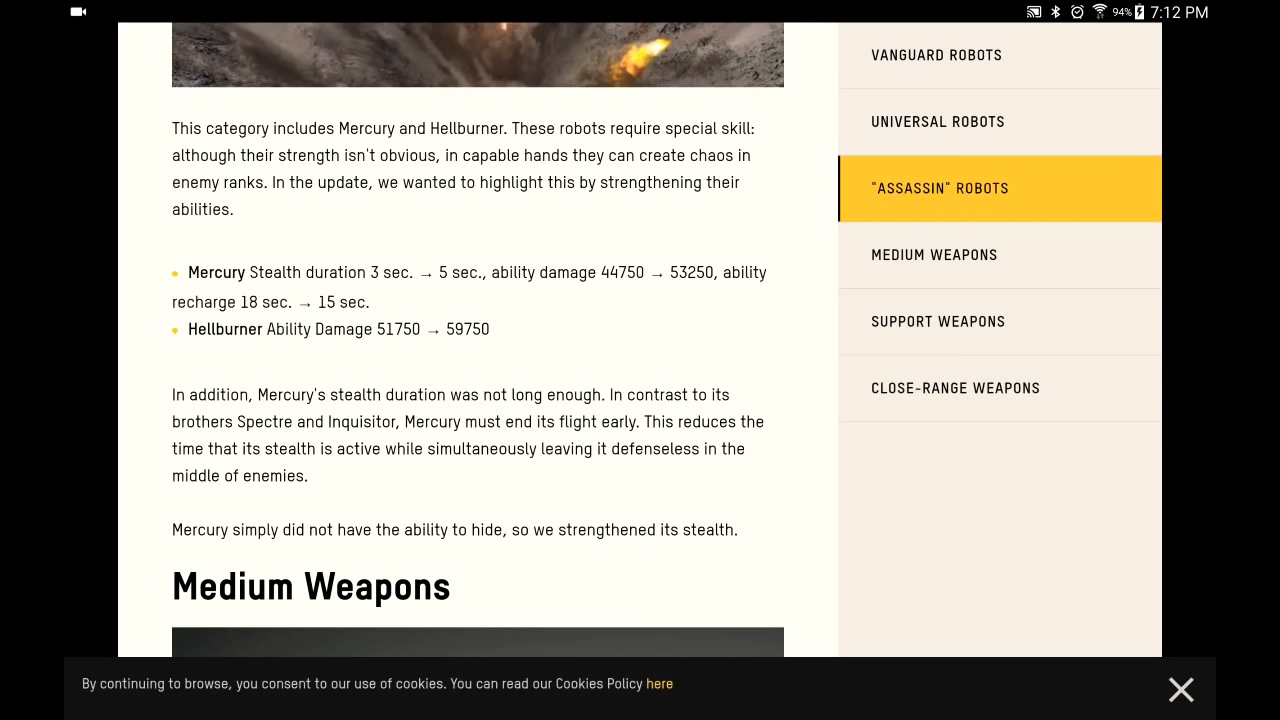 94% 7:12 PM
This category includes Mercury and Hellburner. These robots require special skill:
although their strength isn't obvious, in capable hands they can create chaos in
enemy ranks. In the update, we wanted to highlight this by strengthening their
abilities.
• Mercury Stealth duration 3 sec. → 5 sec., ability damage 44750 → 53250, ability
recharge 18 sec. → 15 sec.
• Hellburner Ability Damage 51750 → 59750
In addition, Mercury's stealth duration was not long enough. In contrast to its
brothers Spectre and Inquisitor, Mercury must end its flight early. This reduces the
time that its stealth is active while simultaneously leaving it defenseless in the
middle of enemies.
Mercury simply did not have the ability to hide, so we strengthened its stealth.
Medium Weapons
VANGUARD ROBOTS
UNIVERSAL ROBOTS
"ASSASSIN" ROBOTS
MEDIUM WEAPONS
SUPPORT WEAPONS
CLOSE-RANGE WEAPONS
By continuing to browse, you consent to our use of cookies. You can read our Cookies Policy here